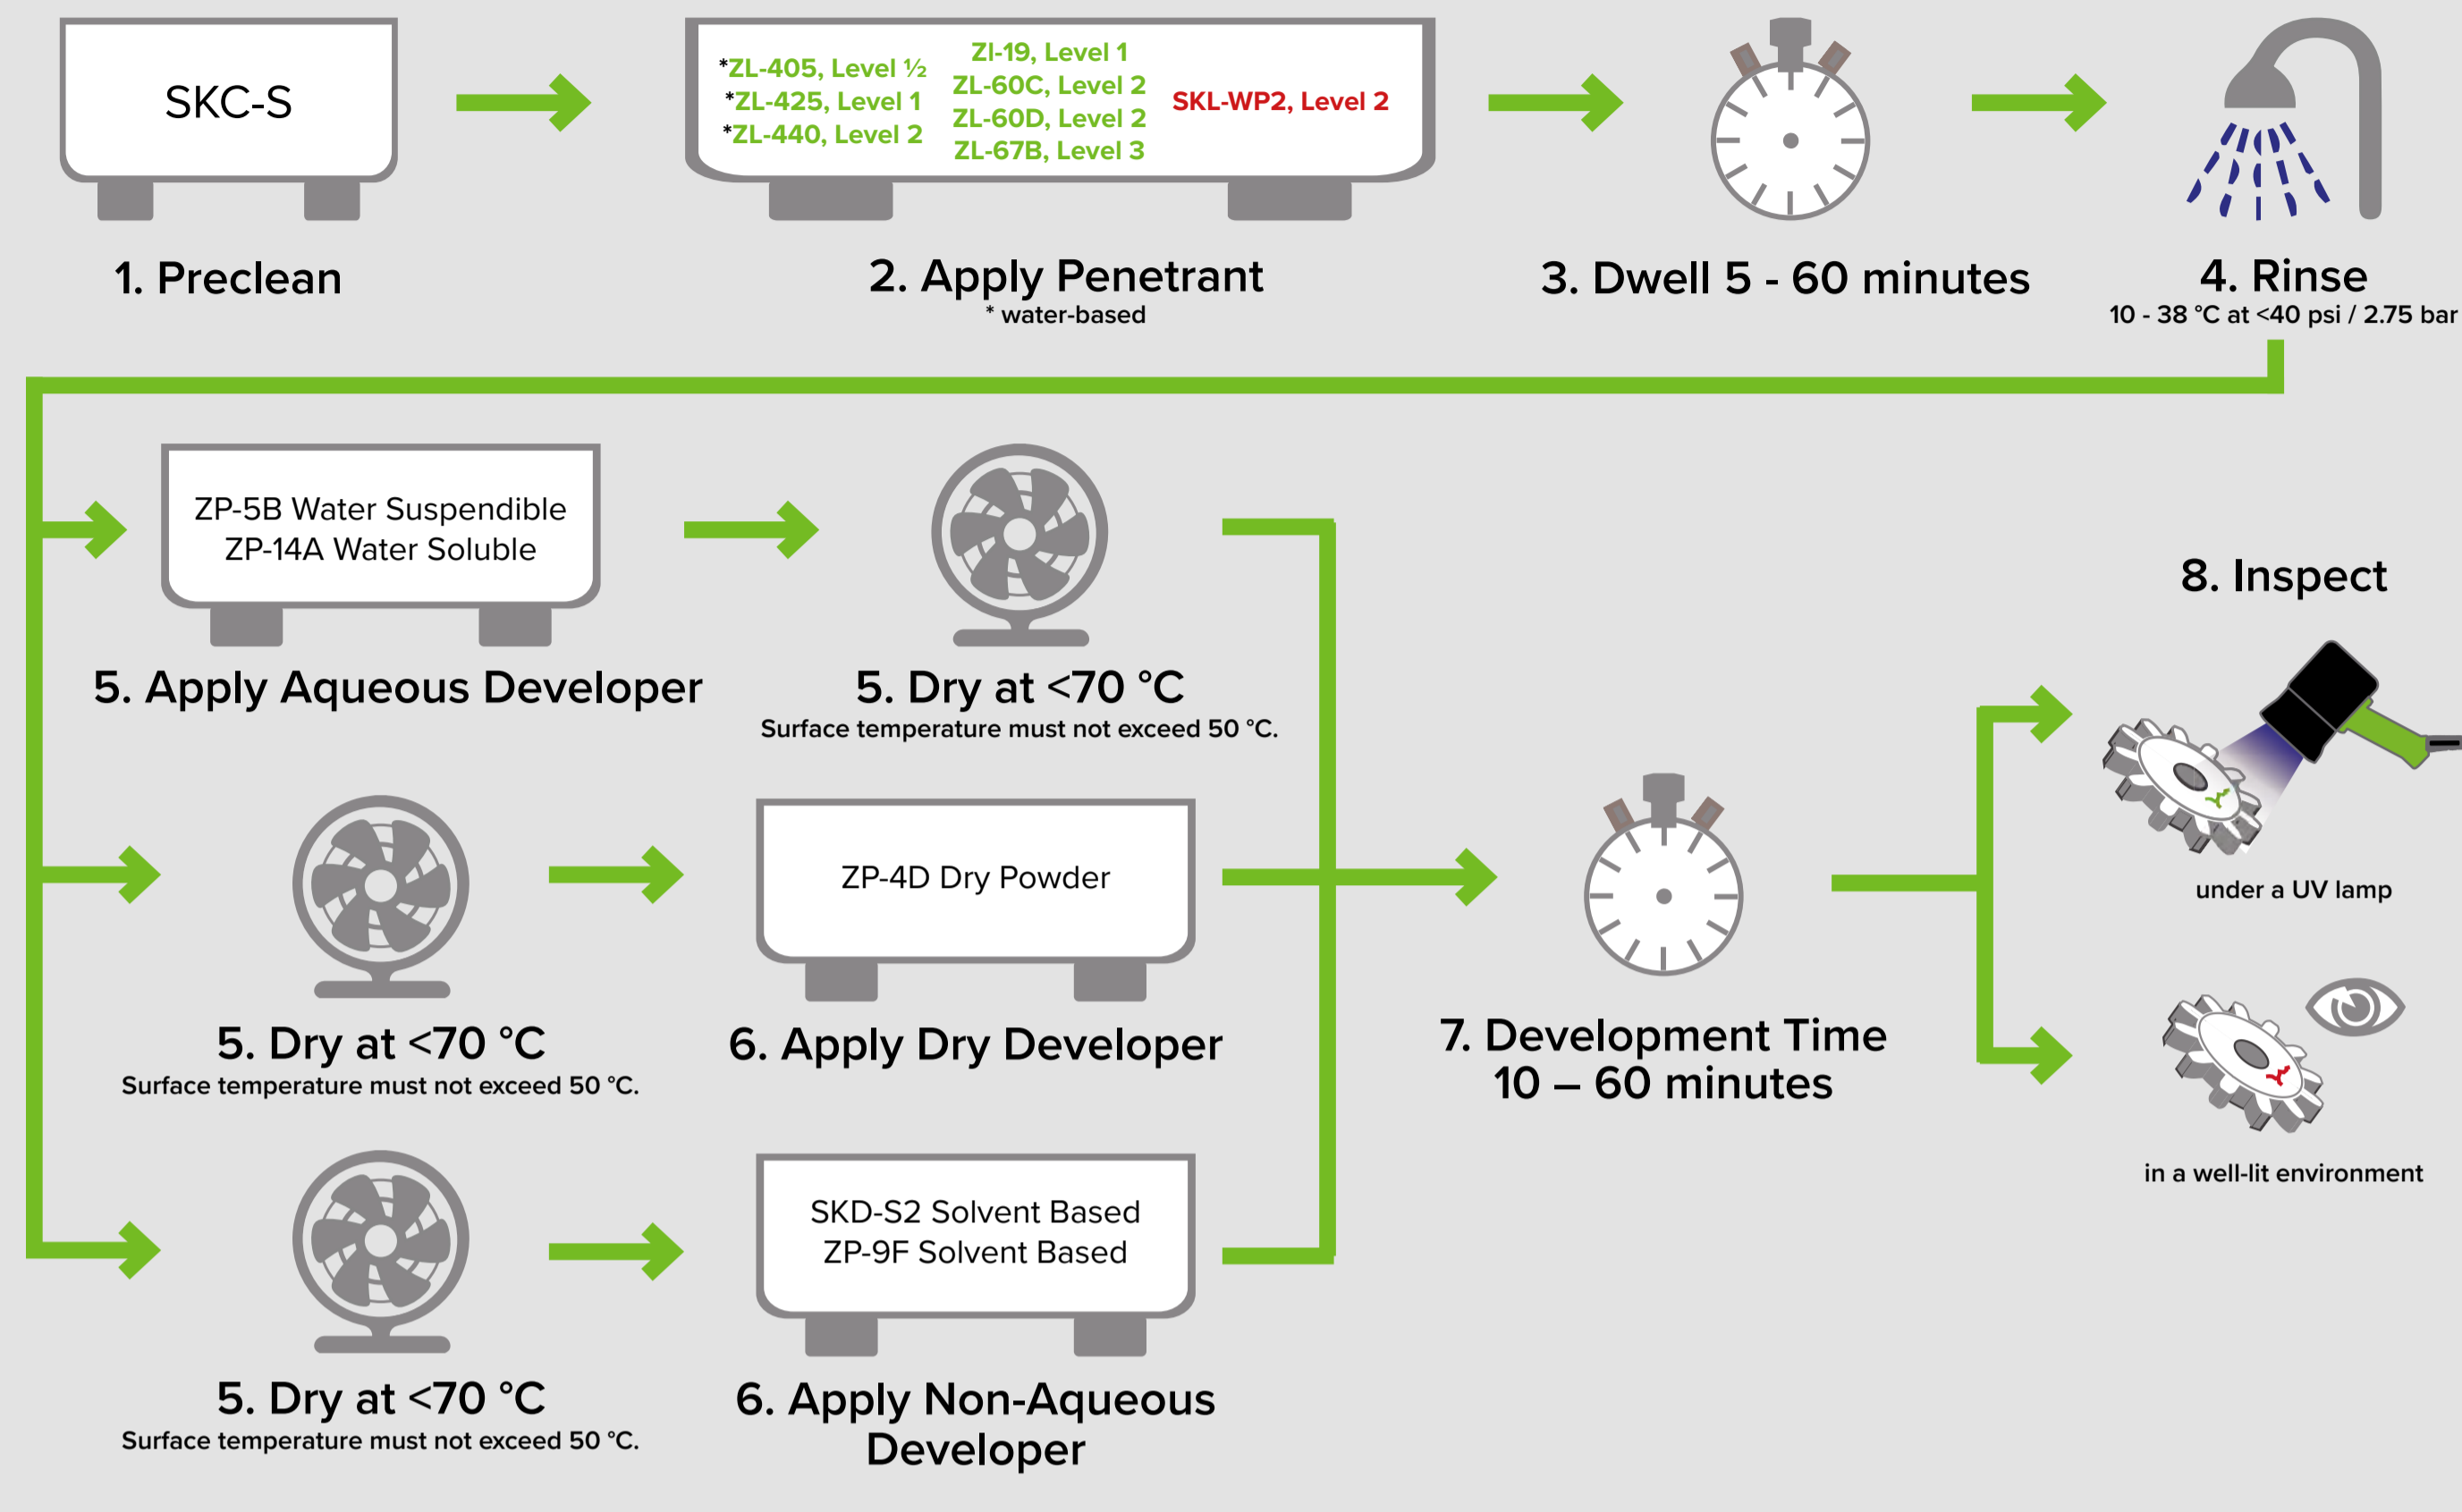 SKC-S
1. Preclean
*ZL-405, Level ½
*ZL-425, Level 1
*ZL-440, Level 2
ZI-19, Level 1
ZL-60C, Level 2
ZL-60D, Level 2
ZL-67B, Level 3
SKL-WP2, Level 2
2. Apply Penetrant
* water-based
3. Dwell 5 - 60 minutes
4. Rinse
10 - 38 °C at <40 psi / 2.75 bar
ZP-5B Water Suspendible
ZP-14A Water Soluble
5. Apply Aqueous Developer
5. Dry at <70 °C
Surface temperature must not exceed 50 °C.
5. Dry at <70 °C
Surface temperature must not exceed 50 °C.
ZP-4D Dry Powder
6. Apply Dry Developer
5. Dry at <70 °C
Surface temperature must not exceed 50 °C.
SKD-S2 Solvent Based
ZP-9F Solvent Based
6. Apply Non-Aqueous
Developer
7. Development Time
10 – 60 minutes
8. Inspect
under a UV lamp
in a well-lit environment